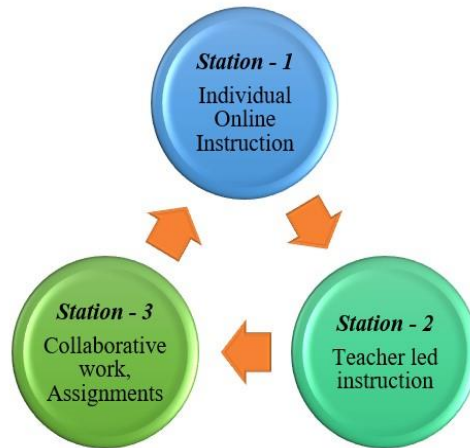 Station - 1
Individual
Online
Instruction
Station - 3
Collaborative
work,
Assignments
Station - 2
Teacher led
instruction